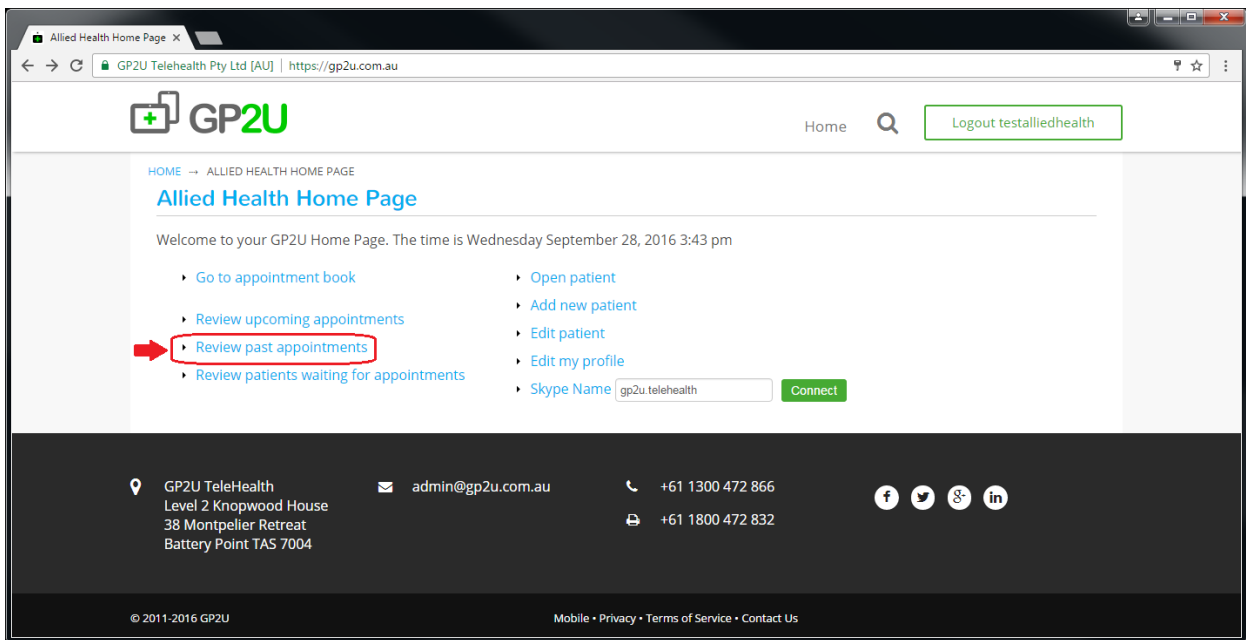 Allied Health Home Page
GP2U Telehealth Pty Ltd [AU] | https://gp2u.com.au
GP2U
Home
Logout testalliedhealth
HOME → ALLIED HEALTH HOME PAGE
Allied Health Home Page
Welcome to your GP2U Home Page. The time is Wednesday September 28, 2016 3:43 pm
Go to appointment book
Review upcoming appointments
Review past appointments
Review patients waiting for appointments
Open patient
Add new patient
Edit patient
Edit my profile
Skype Name gp2u.telehealth Connect
GP2U TeleHealth
Level 2 Knopwood House
38 Montpelier Retreat
Battery Point TAS 7004
admin@gp2u.com.au
+61 1300 472 866
+61 1800 472 832
f g+ in
© 2011-2016 GP2U
Mobile • Privacy • Terms of Service • Contact Us